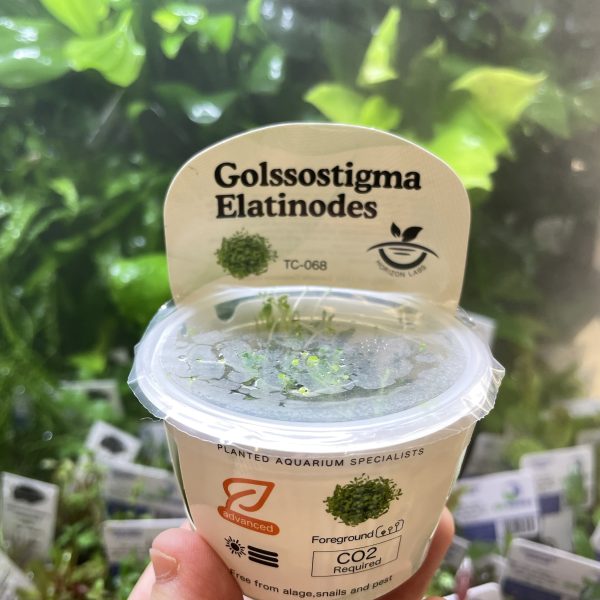 Golssostigma
Elatinodes
TC-068
HORIZON LABS
PLANTED AQUARIUM SPECIALISTS
advanced
Foreground
CO2
Required
Free from alage,snails and pest